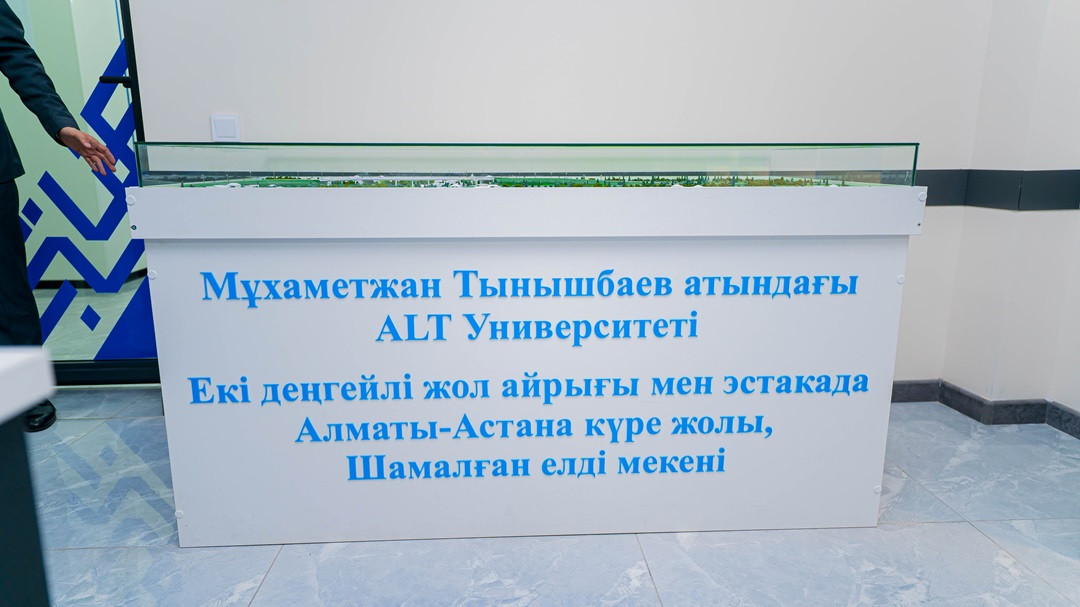 Мұхаметжан Тынышбаев атындағы
ALT Университеті
Екі деңгейлі жол айрығы мен эстакада
Алматы-Астана күре жолы,
Шамалған елді мекені